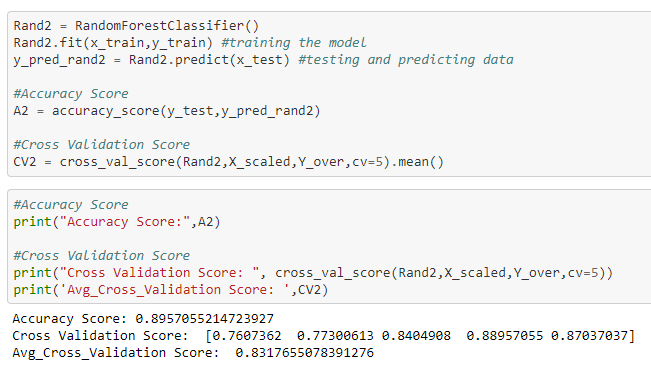 Rand2 = RandomForestClassifier()
Rand2.fit(x_train,y_train) #training the model
y_pred_rand2 = Rand2.predict(x_test) #testing and predicting data
#Accuracy Score
A2 = accuracy_score(y_test,y_pred_rand2)
#Cross Validation Score
CV2 = cross_val_score(Rand2,X_scaled,Y_over,cv=5).mean()
#Accuracy Score
print("Accuracy Score:",A2)
#Cross Validation Score
print("Cross Validation Score: ", cross_val_score(Rand2,X_scaled,Y_over,cv=5))
print('Avg_Cross_Validation Score: ',CV2)
Accuracy Score: 0.8957055214723927
Cross Validation Score:  [0.7607362  0.77300613 0.8404908  0.88957055 0.87037037]
Avg_Cross_Validation Score:  0.8317655078391276